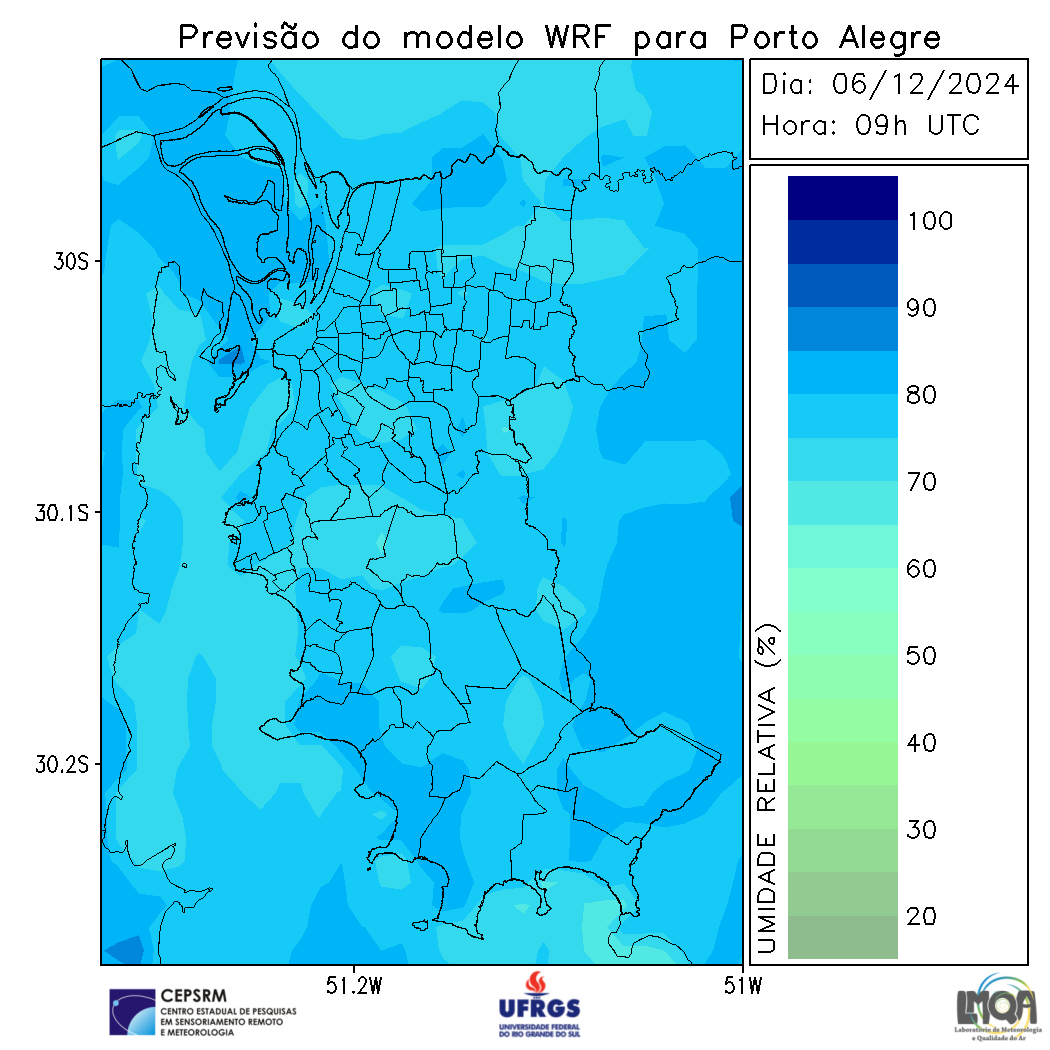 Previsão do modelo WRF para Porto Alegre
Dia: 06/12/2024
Hora: 09h UTC
30S
30.1S
30.2S
51.2W
51W
100
90
80
70
60
50
40
30
20
UMIDADE RELATIVA (%)
CEPSRM
CENTRO ESTADUAL DE PESQUISAS
EM SENSORIAMENTO REMOTO
E METEOROLOGIA
UFRGS
UNIVERSIDADE FEDERAL
DO RIO GRANDE DO SUL
LMQA
Laboratório de Meteorologia
e Qualidade do Ar